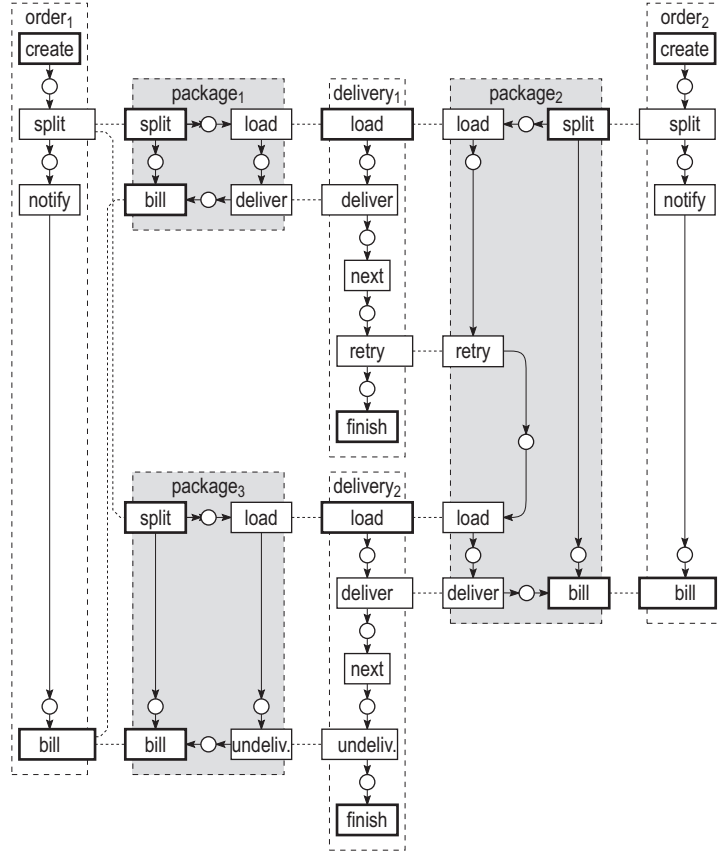 order1 order2
create create
package1 delivery1 package2
split split load load load split split
notify bill deliver deliver notify
next
retry retry
finish
package3 delivery2
split load load load
deliver deliver bill bill
next
bill bill undeliv. undeliv.
finish